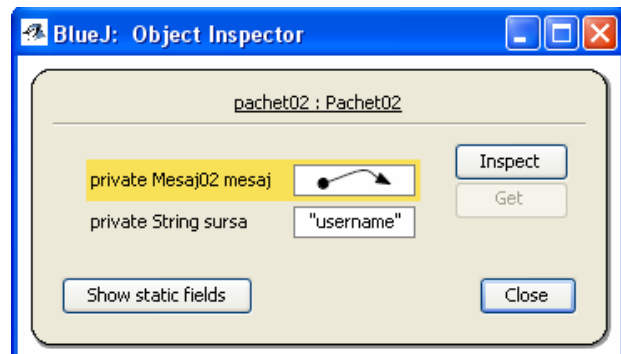 BlueJ: Object Inspector
pachet02 : Pachet02
private Mesaj02 mesaj
Inspect
Get
private String sursa "username"
Show static fields
Close